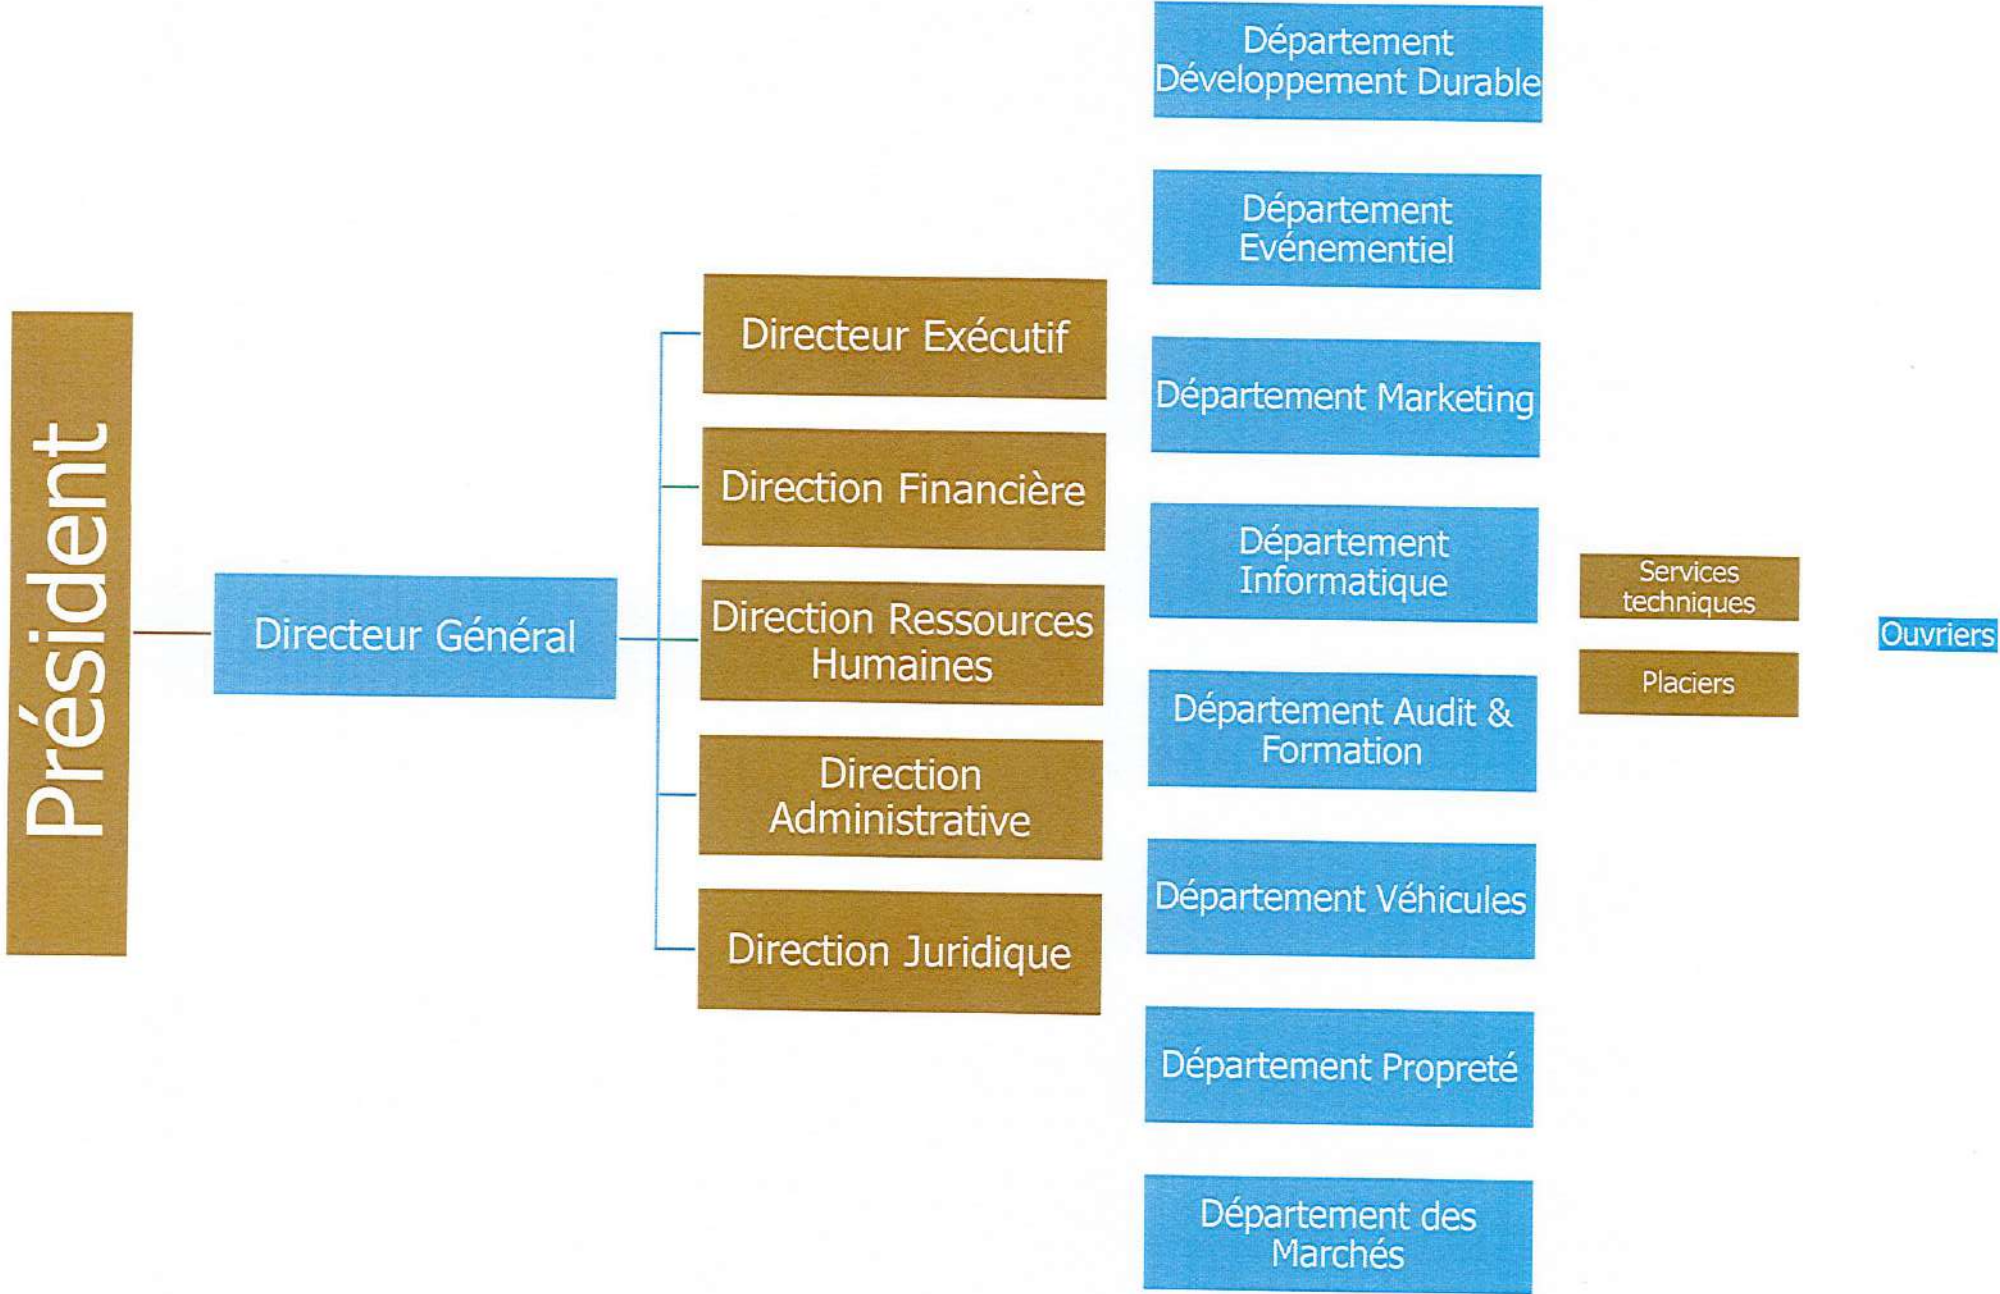 Président
Directeur Général
Directeur Exécutif
Direction Financière
Direction Ressources
Humaines
Direction
Administrative
Direction Juridique
Département
Développement Durable
Département
Evénementiel
Département Marketing
Département
Informatique
Département Audit &
Formation
Département Véhicules
Département Propreté
Département des
Marchés
Services
techniques
Placiers
Ouvriers